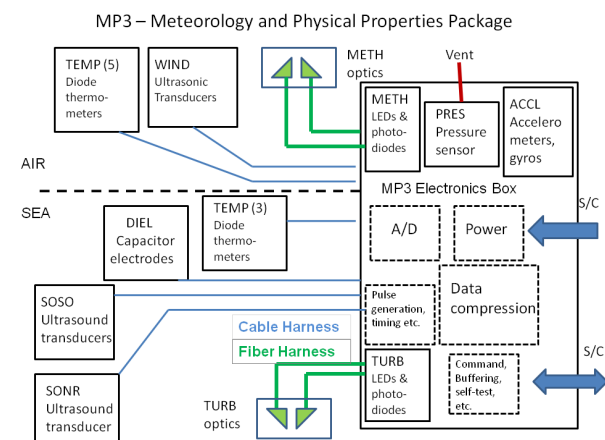 MP3 – Meteorology and Physical Properties Package
TEMP (5)
Diode
thermo-
meters
WIND
Ultrasonic
Transducers
METH
optics
Vent
METH
LEDs &
photo-
diodes
PRES
Pressure
sensor
ACCL
Accelero
meters,
gyros
AIR
SEA
MP3 Electronics Box
S/C
DIEL
Capacitor
electrodes
TEMP (3)
Diode
thermo-
meters
A/D
Power
SOSO
Ultrasound
transducers
Pulse
generation,
timing etc.
Data
compression
Cable Harness
Fiber Harness
S/C
SONR
Ultrasound
transducer
TURB
optics
TURB
LEDs &
photo-
diodes
Command,
Buffering,
self-test,
etc.